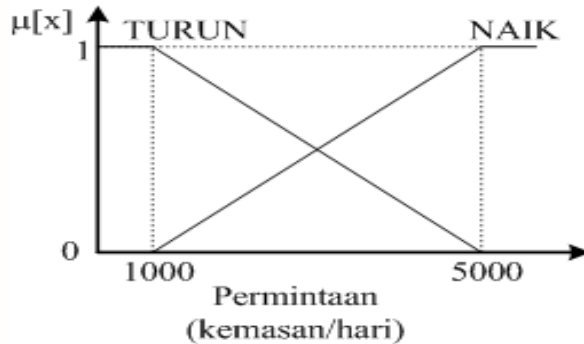 μ[x]
TURUN NAIK
1
0
1000 5000
Permintaan
(kemasan/hari)